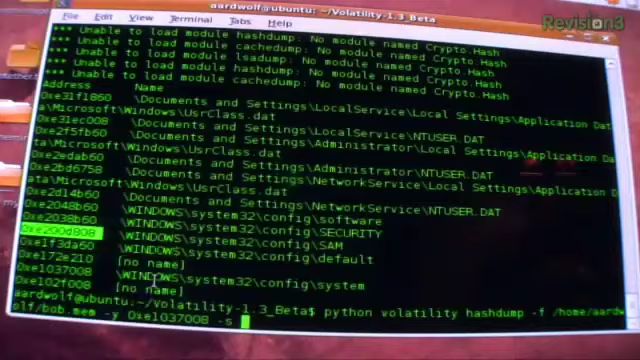 aardwolf@ubuntu: ~/Volatility-1.3_Beta
File Edit View Terminal Tabs Help
Revision3
*** Unable to load module hashdump: No module named Crypto.Hash
*** Unable to load module cachedump: No module named Crypto.Hash
*** Unable to load module lsadump: No module named Crypto.Hash
*** Unable to load module hashdump: No module named Crypto.Hash
*** Unable to load module cachedump: No module named Crypto.Hash
Address Name
0xe31f1860 \Documents and Settings\LocalService\Local Settings\Application Dat
a\Microsoft\Windows\UsrClass.dat
0xe31ec008 \Documents and Settings\LocalService\NTUSER.DAT
0xe2f5fb60 \Documents and Settings\Administrator\Local Settings\Application Da
ta\Microsoft\Windows\UsrClass.dat
0xe2edab60 \Documents and Settings\Administrator\NTUSER.DAT
0xe2bd6758 \Documents and Settings\NetworkService\Local Settings\Application D
ata\Microsoft\Windows\UsrClass.dat
0xe2d14b60 \Documents and Settings\NetworkService\NTUSER.DAT
0xe2048b60 \WINDOWS\system32\config\software
0xe2038b60 \WINDOWS\system32\config\SECURITY
0xe200d808 \WINDOWS\system32\config\SAM
0xe1f3da60 \WINDOWS\system32\config\default
0xe172e210 [no name]
0xe1037008 \WINDOWS\system32\config\system
0xe102f008 [no name]
aardwolf@ubuntu:~/Volatility-1.3_Beta$ python volatility hashdump -f /home/aardw
olf/bob.mem -y 0xe1037008 -s